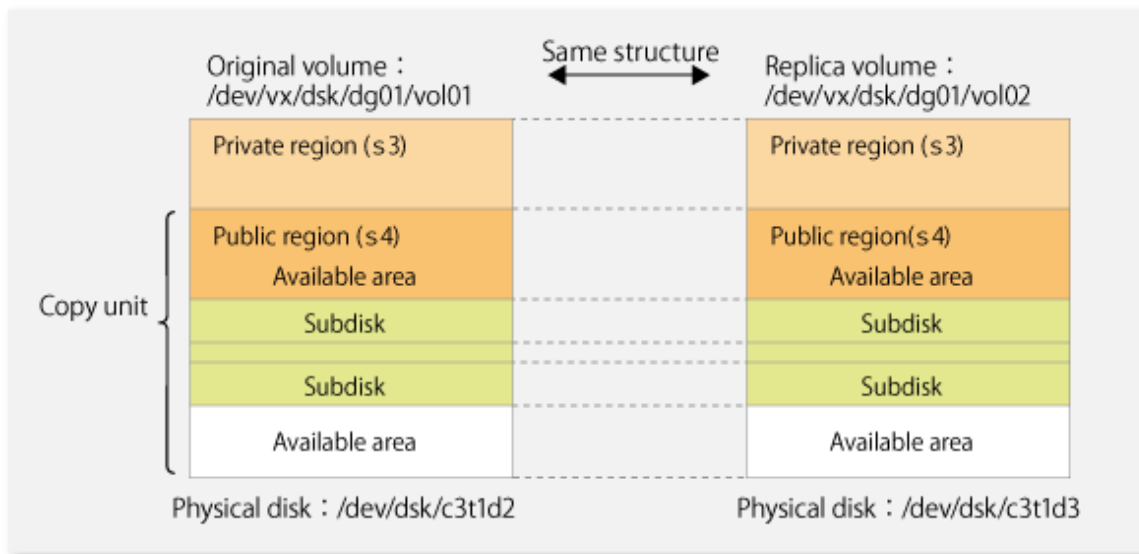 Same structure
Original volume：
/dev/vx/dsk/dg01/vol01
Replica volume：
/dev/vx/dsk/dg01/vol02
Private region (s3)
Private region (s3)
Public region (s4)
Available area
Public region(s4)
Available area
Copy unit
Subdisk
Subdisk
Subdisk
Subdisk
Available area
Available area
Physical disk：/dev/dsk/c3t1d2
Physical disk：/dev/dsk/c3t1d3